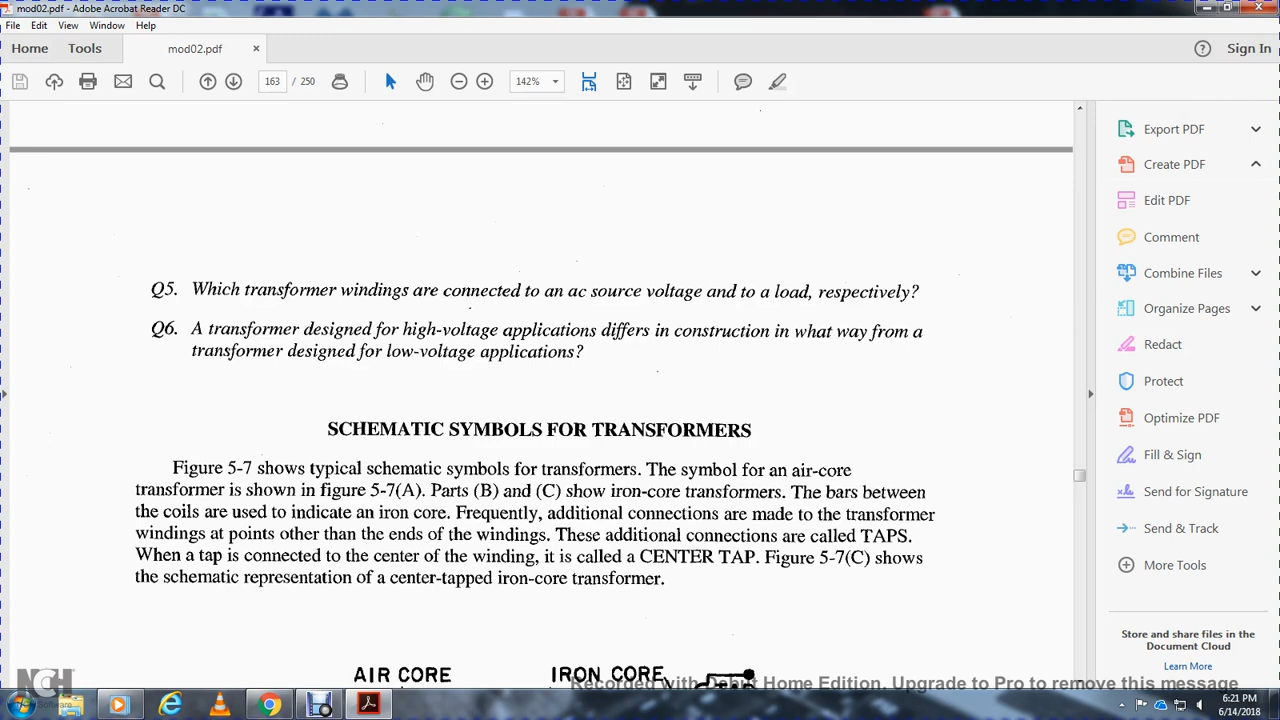 mod02.pdf - Adobe Acrobat Reader DC
File Edit View Window Help
Home Tools mod02.pdf × Sign In
163 / 250 142%
Export PDF
Create PDF
Edit PDF
Comment
Combine Files
Organize Pages
Redact
Protect
Optimize PDF
Fill & Sign
Send for Signature
Send & Track
More Tools
Store and share files in the
Document Cloud
Learn More
Q5. Which transformer windings are connected to an ac source voltage and to a load, respectively?
Q6. A transformer designed for high-voltage applications differs in construction in what way from a
transformer designed for low-voltage applications?
SCHEMATIC SYMBOLS FOR TRANSFORMERS
Figure 5-7 shows typical schematic symbols for transformers. The symbol for an air-core
transformer is shown in figure 5-7(A). Parts (B) and (C) show iron-core transformers. The bars between
the coils are used to indicate an iron core. Frequently, additional connections are made to the transformer
windings at points other than the ends of the windings. These additional connections are called TAPS.
When a tap is connected to the center of the winding, it is called a CENTER TAP. Figure 5-7(C) shows
the schematic representation of a center-tapped iron-core transformer.
AIR CORE IRON CORE
Recorded with Debut Home Edition. Upgrade to Pro to remove this message
NCH
Software
6:21 PM
6/14/2018